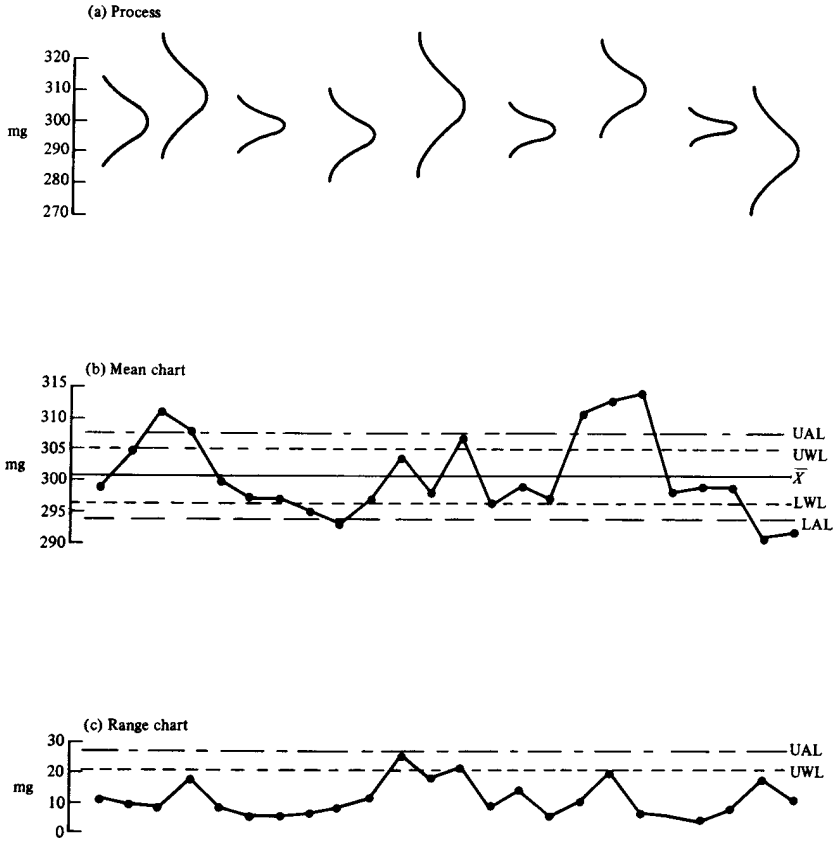 (a) Process
320
310
300
mg
290
280
270
(b) Mean chart
315
310
UAL
305
UWL
mg
300
X̿
295
LWL
LAL
290
(c) Range chart
30
UAL
20
UWL
mg
10
0